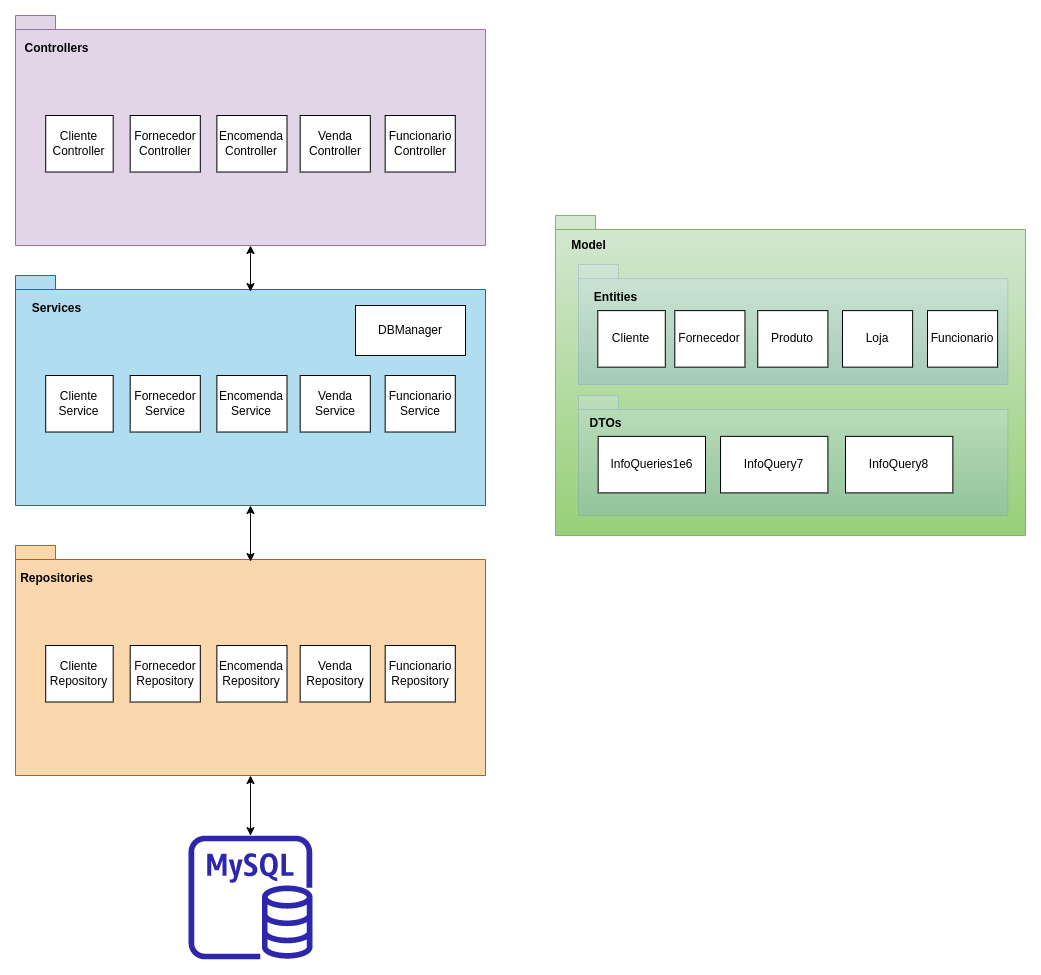 Controllers
Cliente
Controller
Fornecedor
Controller
Encomenda
Controller
Venda
Controller
Funcionario
Controller
Services
DBManager
Cliente
Service
Fornecedor
Service
Encomenda
Service
Venda
Service
Funcionario
Service
Repositories
Cliente
Repository
Fornecedor
Repository
Encomenda
Repository
Venda
Repository
Funcionario
Repository
MySQL
Model
Entities
Cliente
Fornecedor
Produto
Loja
Funcionario
DTOs
InfoQueries1e6
InfoQuery7
InfoQuery8